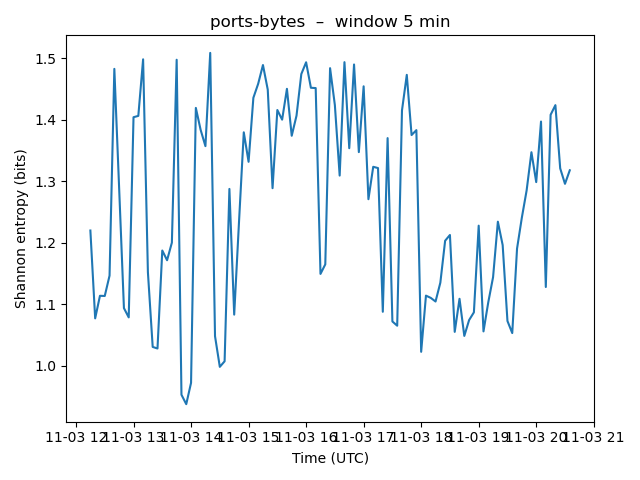 ports-bytes – window 5 min
Shannon entropy (bits)
1.5
1.4
1.3
1.2
1.1
1.0
11-03 12 11-03 13 11-03 14 11-03 15 11-03 16 11-03 17 11-03 18 11-03 19 11-03 20 11-03 21
Time (UTC)